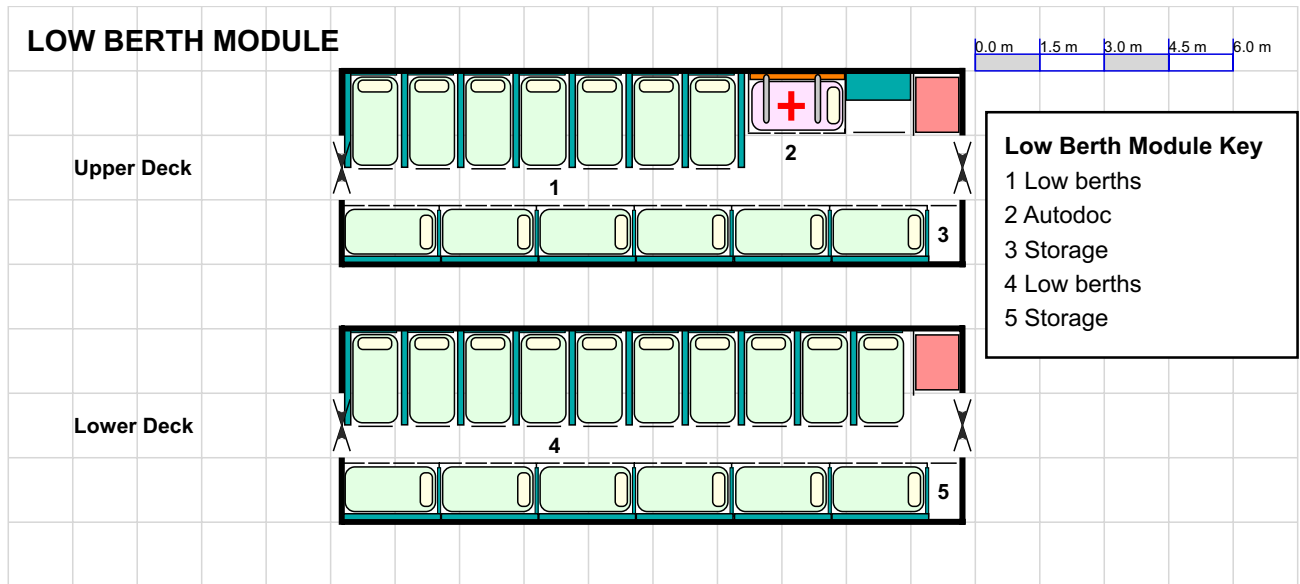 LOW BERTH MODULE
0.0 m 1.5 m 3.0 m 4.5 m 6.0 m
Upper Deck
1
2
3
Low Berth Module Key
1 Low berths
2 Autodoc
3 Storage
4 Low berths
5 Storage
Lower Deck
4
5